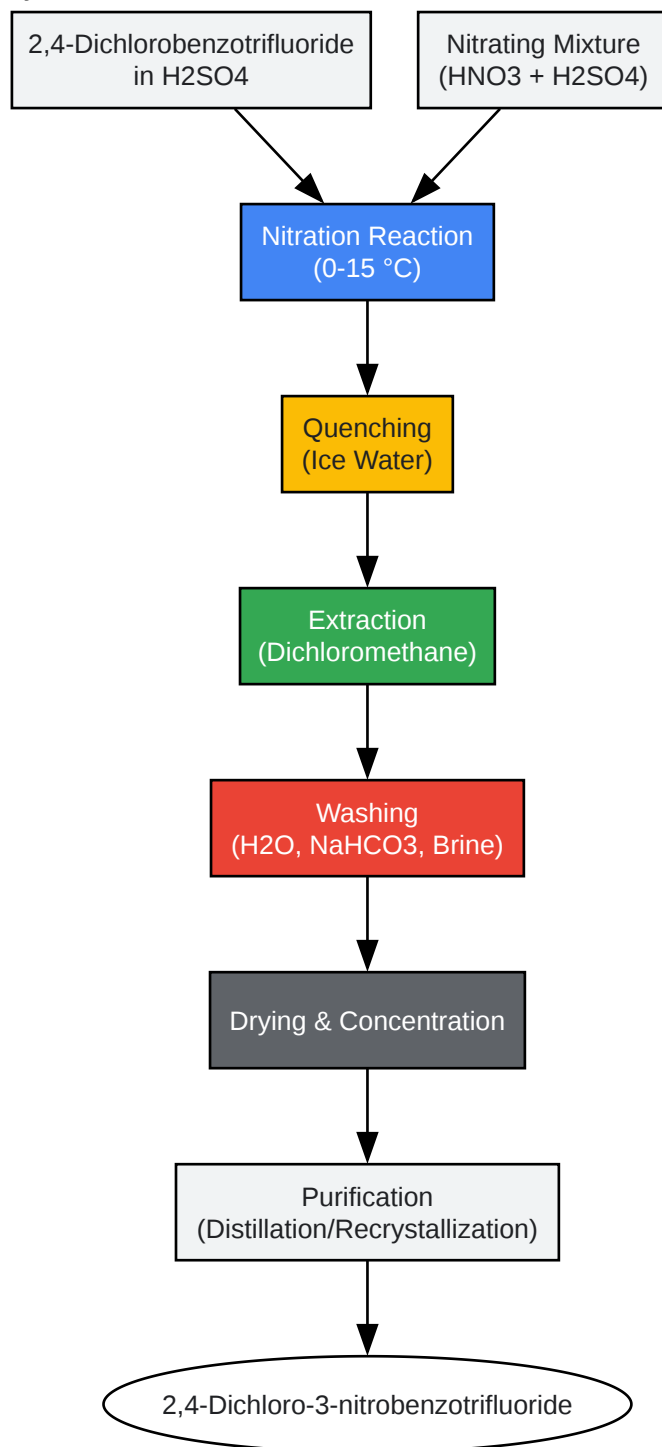 2,4-Dichlorobenzotrifluoride
in H2SO4
Nitrating Mixture
(HNO3 + H2SO4)
Nitration Reaction
(0-15 °C)
Quenching
(Ice Water)
Extraction
(Dichloromethane)
Washing
(H2O, NaHCO3, Brine)
Drying & Concentration
Purification
(Distillation/Recrystallization)
2,4-Dichloro-3-nitrobenzotrifluoride